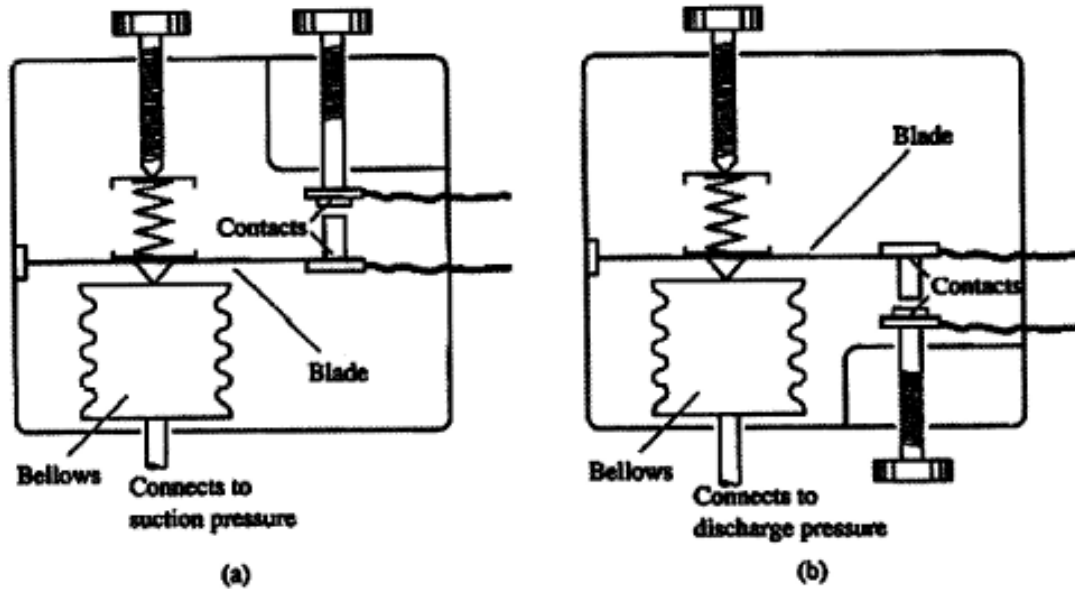 Contacts
Blade
Bellows
Connects to
suction pressure
(a)
Blade
Contacts
Bellows
Connects to
discharge pressure
(b)